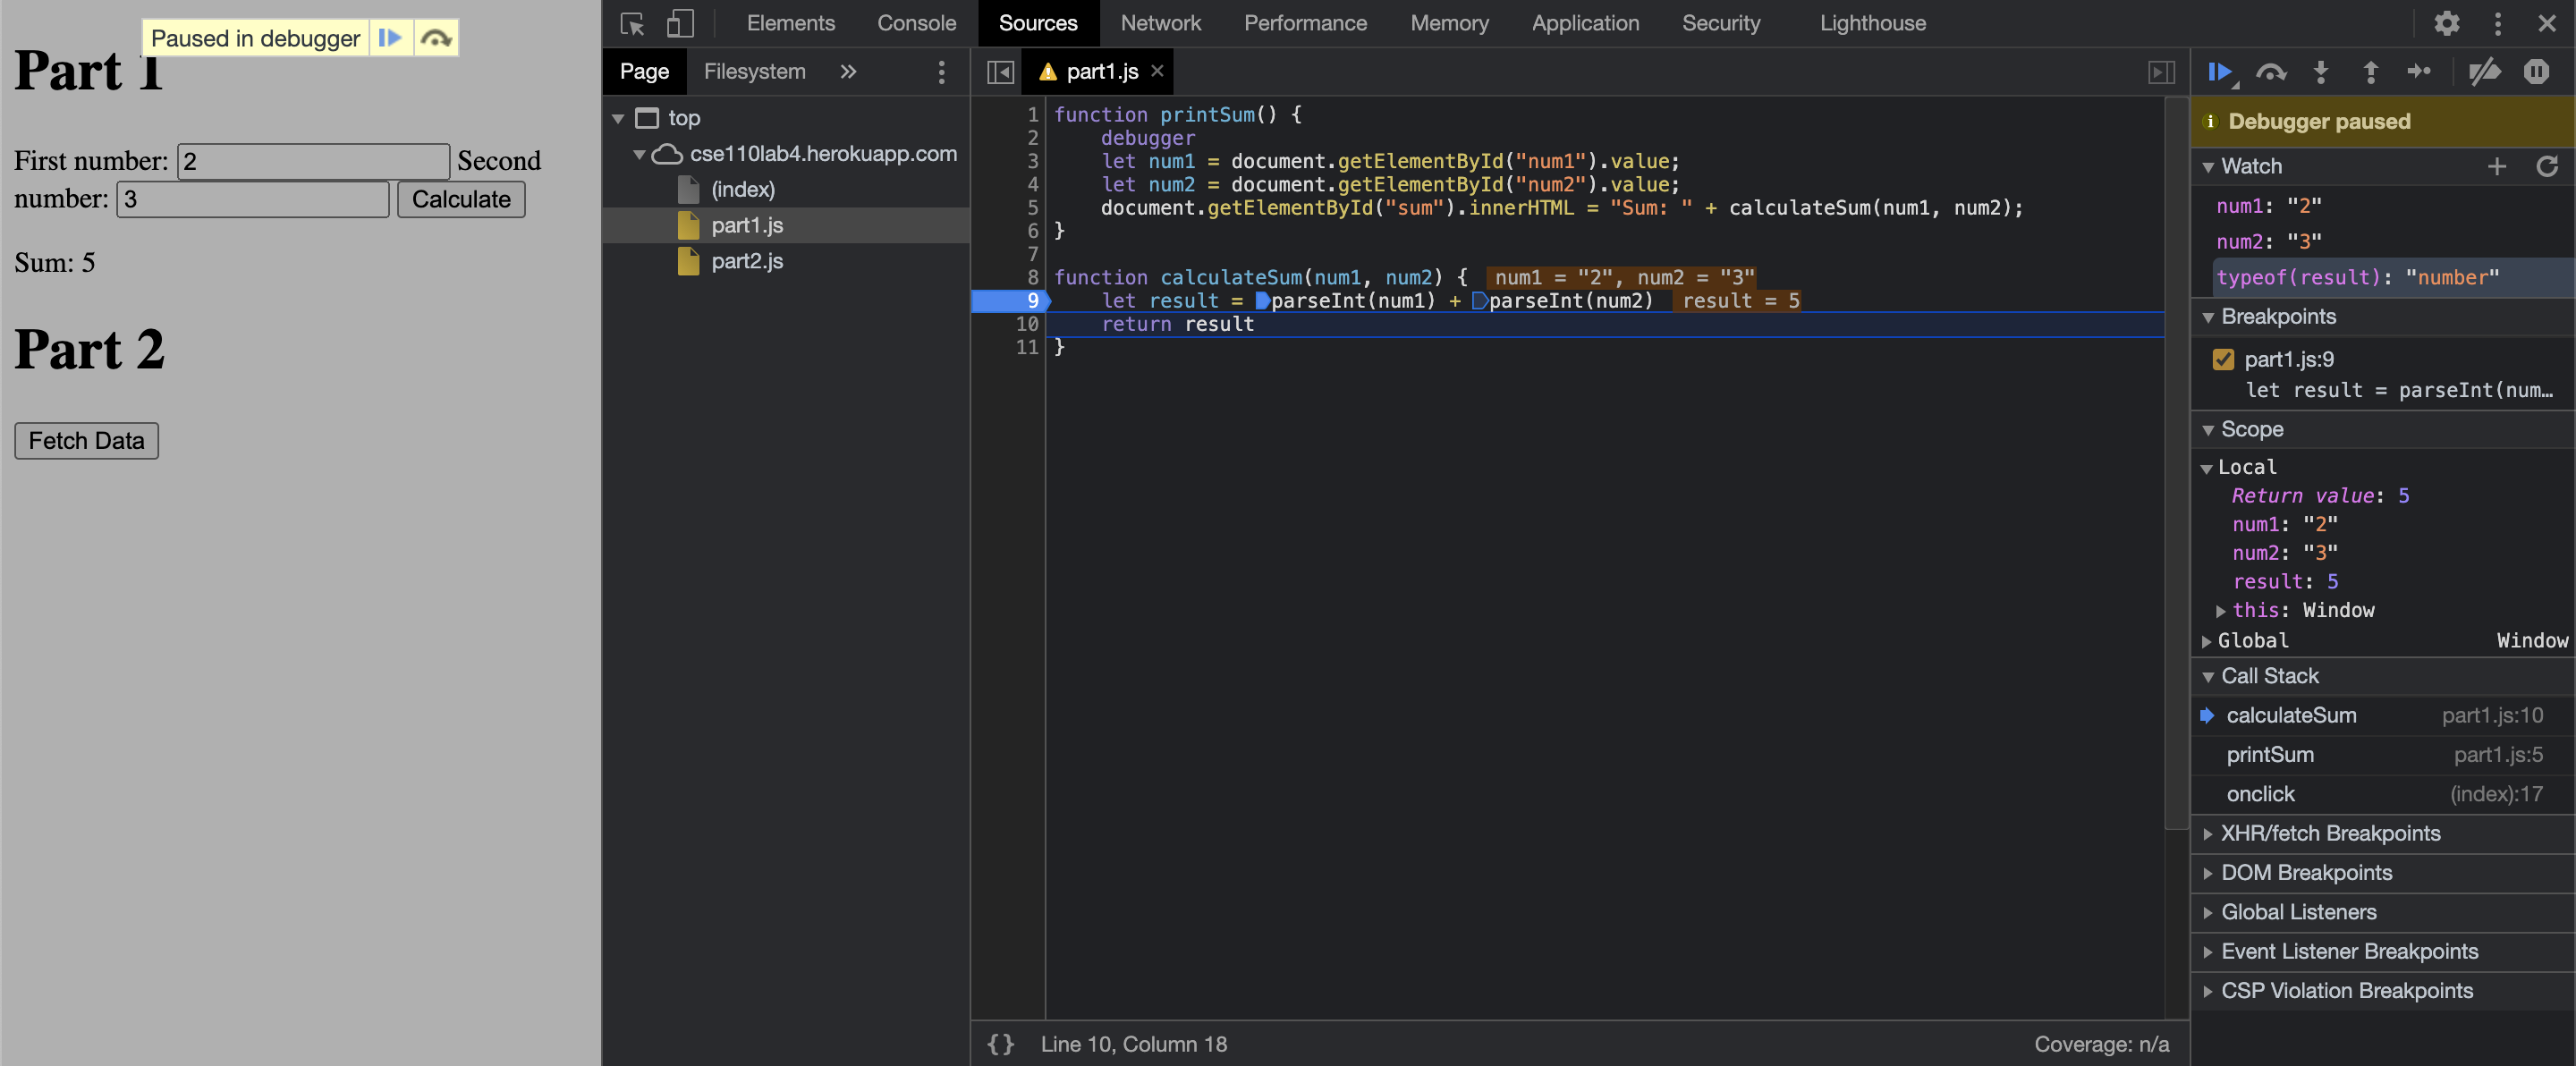 Paused in debugger
Part 1
First number: 2 Second
number: 3 Calculate
Sum: 5
Part 2
Fetch Data
Elements Console Sources Network Performance Memory Application Security Lighthouse
Page Filesystem »
top
cse110lab4.herokuapp.com
(index)
part1.js
part2.js
part1.js ×
1 function printSum() {
2 debugger
3 let num1 = document.getElementById("num1").value;
4 let num2 = document.getElementById("num2").value;
5 document.getElementById("sum").innerHTML = "Sum: " + calculateSum(num1, num2);
6 }
7
8 function calculateSum(num1, num2) { num1 = "2", num2 = "3"
9 let result = parseInt(num1) + parseInt(num2) result = 5
10 return result
11 }
{} Line 10, Column 18
Coverage: n/a
Debugger paused
Watch
num1: "2"
num2: "3"
typeof(result): "number"
Breakpoints
part1.js:9
let result = parseInt(num…
Scope
Local
Return value: 5
num1: "2"
num2: "3"
result: 5
this: Window
Global Window
Call Stack
calculateSum part1.js:10
printSum part1.js:5
onclick (index):17
XHR/fetch Breakpoints
DOM Breakpoints
Global Listeners
Event Listener Breakpoints
CSP Violation Breakpoints